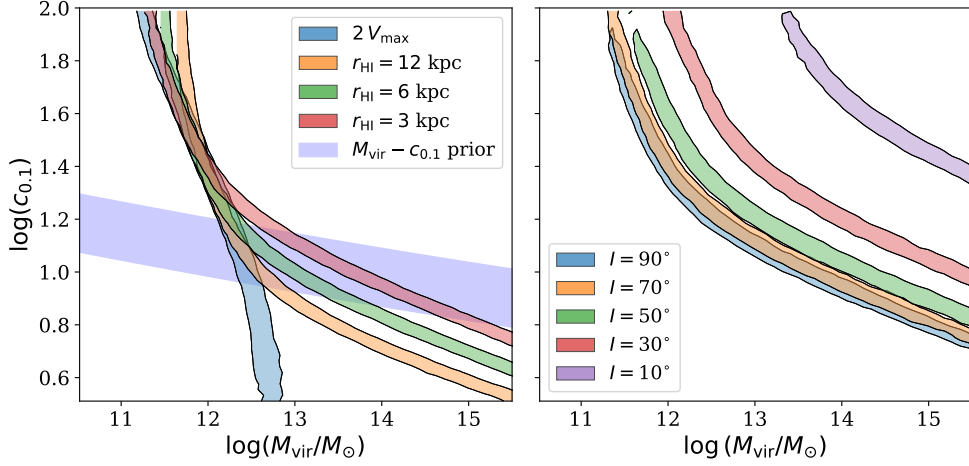 2.0
1.8
1.6
1.4
1.2
1.0
0.8
0.6
log(c₀.₁)
2 Vmax
rHI = 12 kpc
rHI = 6 kpc
rHI = 3 kpc
Mvir − c₀.₁ prior
11 12 13 14 15
log(Mvir/M⊙)
I = 90°
I = 70°
I = 50°
I = 30°
I = 10°
11 12 13 14 15
log(Mvir/M⊙)